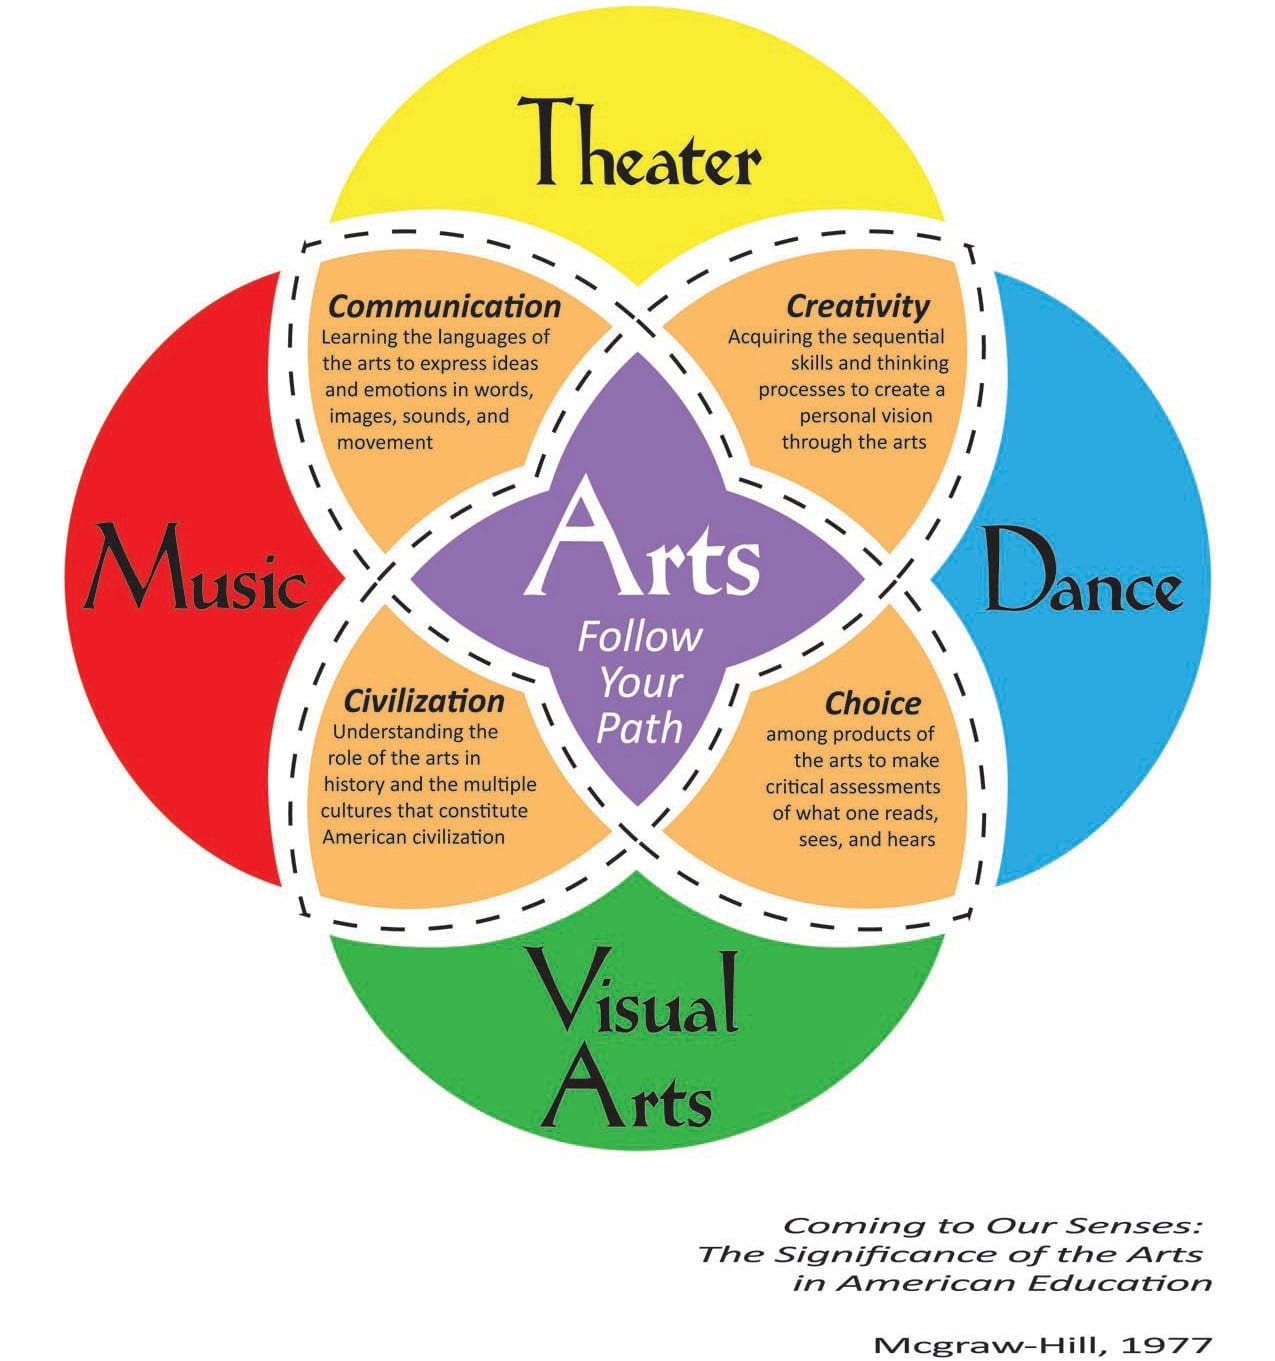 Theater
Communication
Learning the languages of
the arts to express ideas
and emotions in words,
images, sounds, and
movement
Creativity
Acquiring the sequential
skills and thinking
processes to create a
personal vision
through the arts
Music
Arts
Follow
Your
Path
Dance
Civilization
Understanding the
role of the arts in
history and the multiple
cultures that constitute
American civilization
Choice
among products of
the arts to make
critical assessments
of what one reads,
sees, and hears
Visual
Arts
Coming to Our Senses:
The Significance of the Arts
in American Education
Mcgraw-Hill, 1977